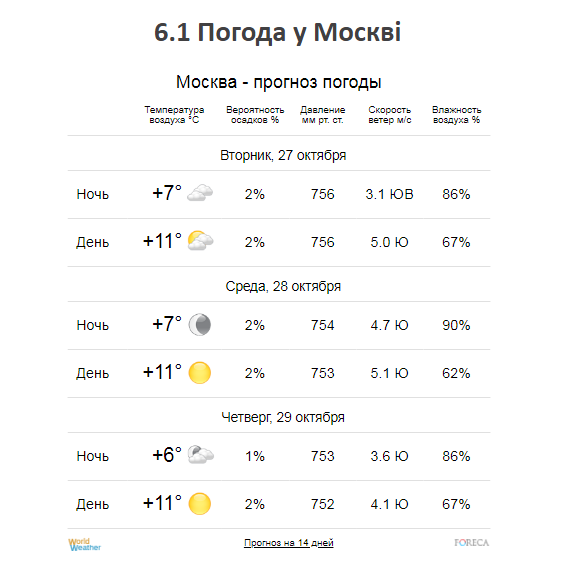 6.1 Погода у Москві
Москва - прогноз погоды
Температура воздуха °C Вероятность осадков % Давление мм рт. ст. Скорость ветер м/с Влажность воздуха %
Вторник, 27 октября
Ночь +7° 2% 756 3.1 ЮВ 86%
День +11° 2% 756 5.0 Ю 67%
Среда, 28 октября
Ночь +7° 2% 754 4.7 Ю 90%
День +11° 2% 753 5.1 Ю 62%
Четверг, 29 октября
Ночь +6° 1% 753 3.6 Ю 86%
День +11° 2% 752 4.1 Ю 67%
World Weather Прогноз на 14 дней FORECA